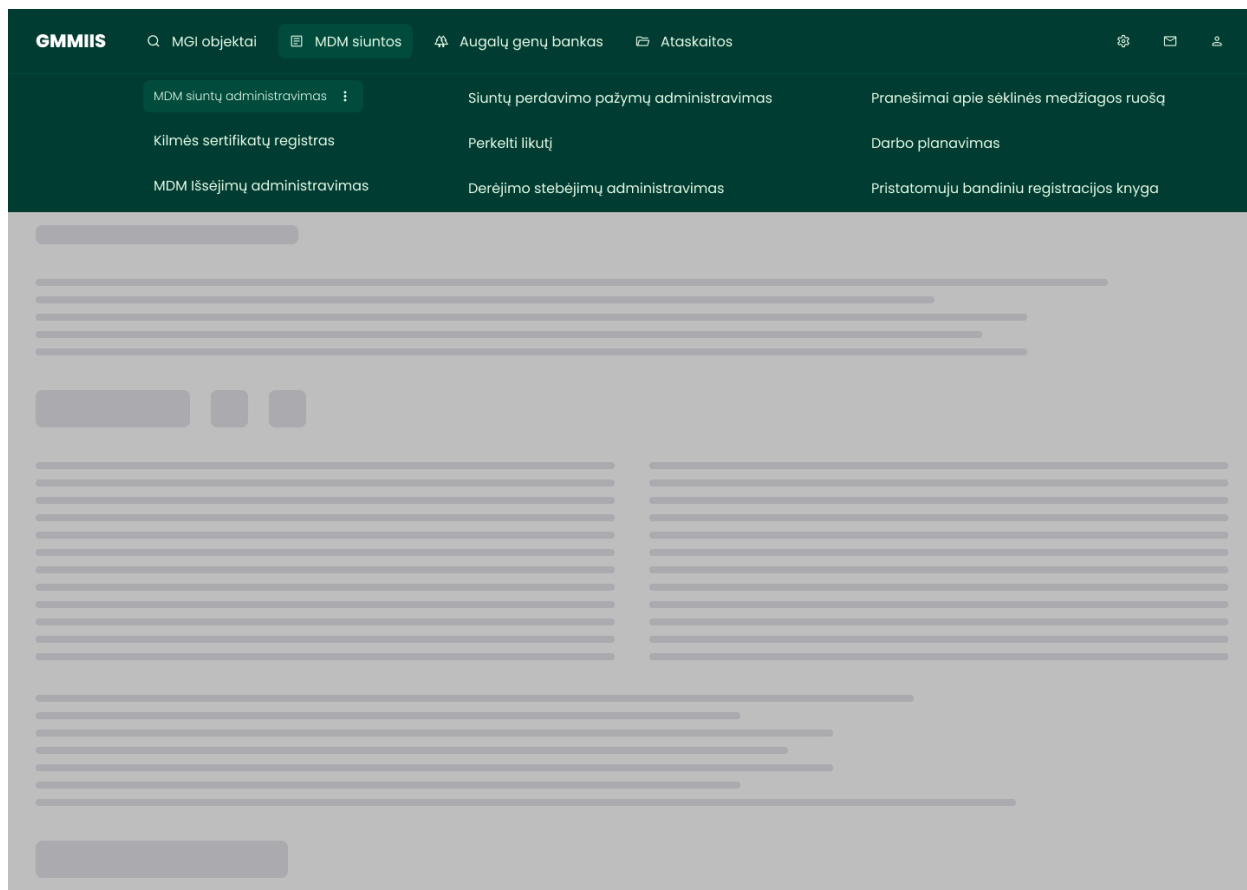 GMMIIS
MGI objektai
MDM siuntos
Augalų genų bankas
Ataskaitos
MDM siuntų administravimas
Siuntų perdavimo pažymų administravimas
Pranešimai apie sėklinės medžiagos ruošą
Kilmės sertifikatų registras
Perkelti likutį
Darbo planavimas
MDM Išsėjimų administravimas
Derėjimo stebėjimų administravimas
Pristatomuju bandiniu registracijos knyga